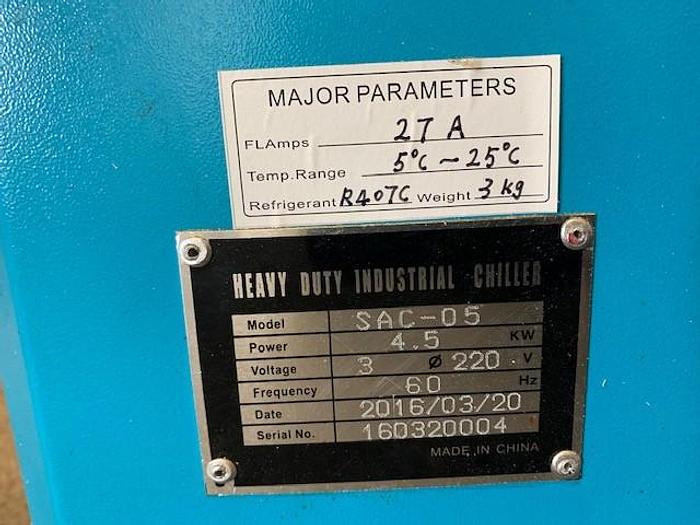 MAJOR PARAMETERS
FLAmps 27 A
Temp.Range 5°C ~ 25°C
Refrigerant R407C Weight 3 kg
HEAVY DUTY INDUSTRIAL CHILLER
Model SAC-05
Power 4.5 KW
Voltage 3 Ø 220 V
Frequency 60 Hz
Date 2016/03/20
Serial No. 160320004
MADE IN CHINA